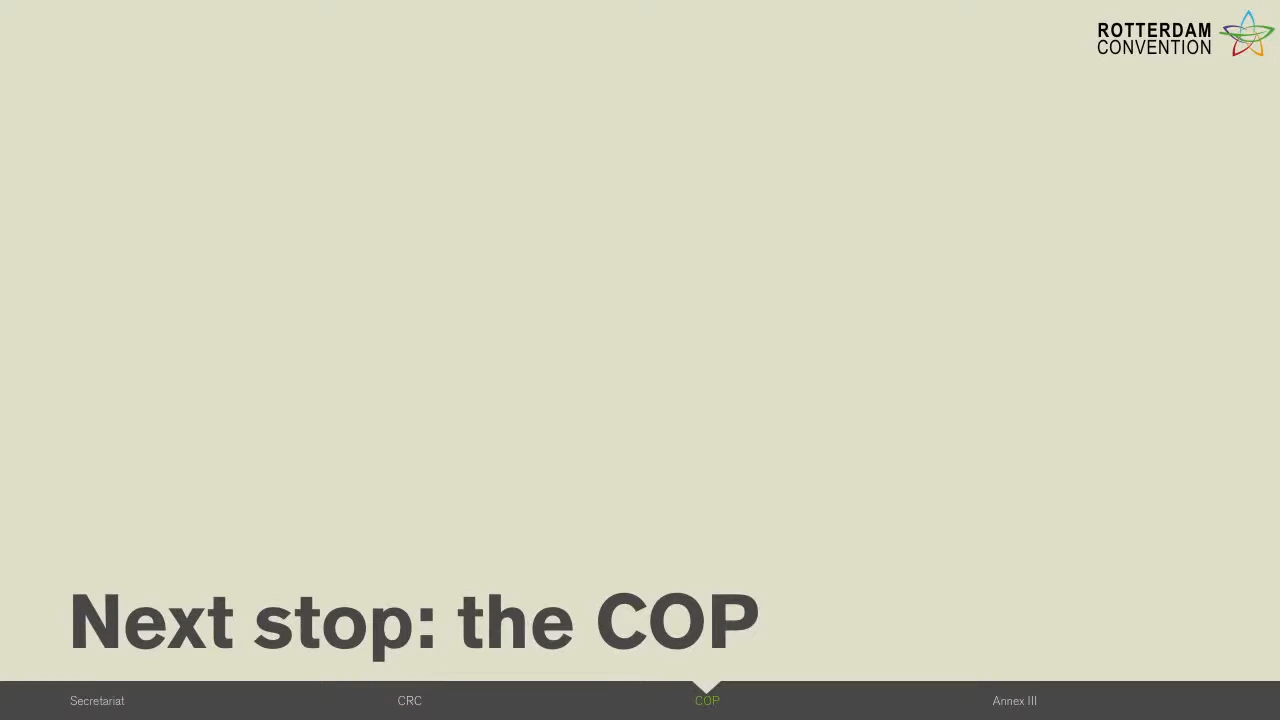 ROTTERDAM
CONVENTION
Next stop: the COP
Secretariat
CRC
COP
Annex III